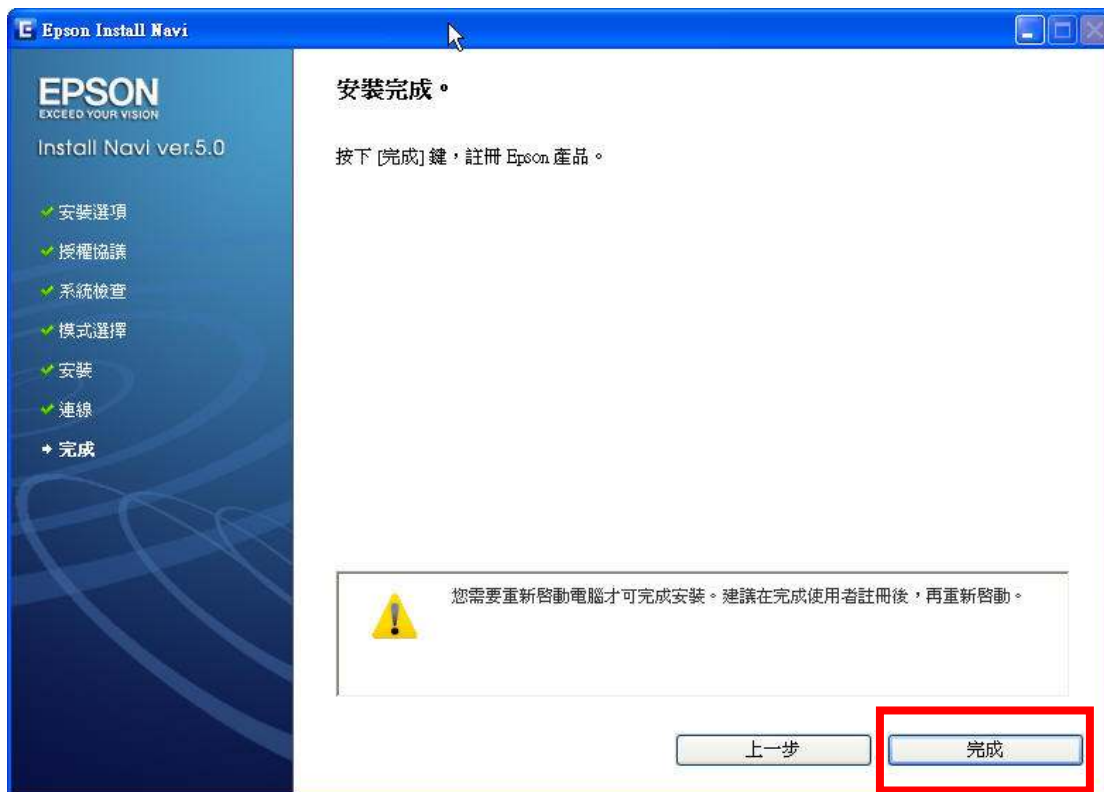 Epson Install Navi
EPSON
EXCEED YOUR VISION
Install Navi ver.5.0
安裝選項
授權協議
系統檢查
模式選擇
安裝
連線
完成
安裝完成。
按下 [完成] 鍵，註冊 Epson 產品。
您需要重新啓動電腦才可完成安裝。建議在完成使用者註冊後，再重新啓動。
上一步
完成